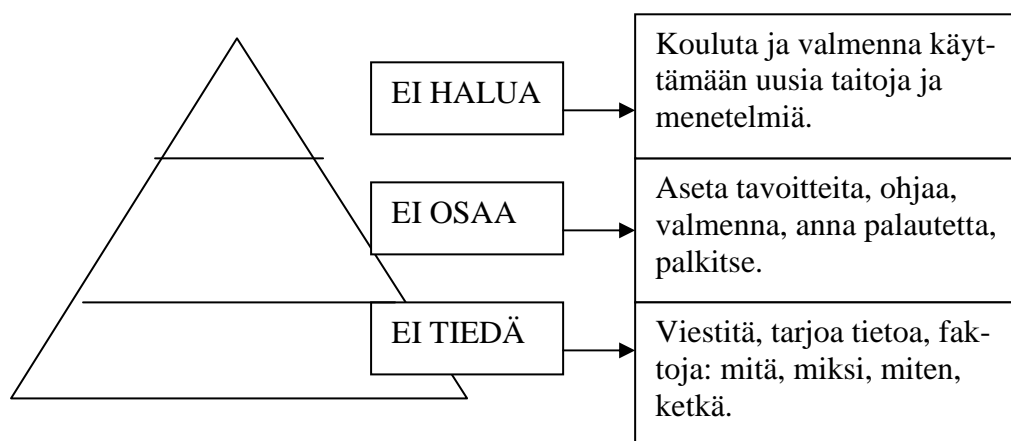 EI HALUA
Kouluta ja valmenna käyt-
tämään uusia taitoja ja
menetelmiä.
EI OSAA
Aseta tavoitteita, ohjaa,
valmenna, anna palautetta,
palkitse.
EI TIEDÄ
Viestitä, tarjoa tietoa, fak-
toja: mitä, miksi, miten,
ketkä.